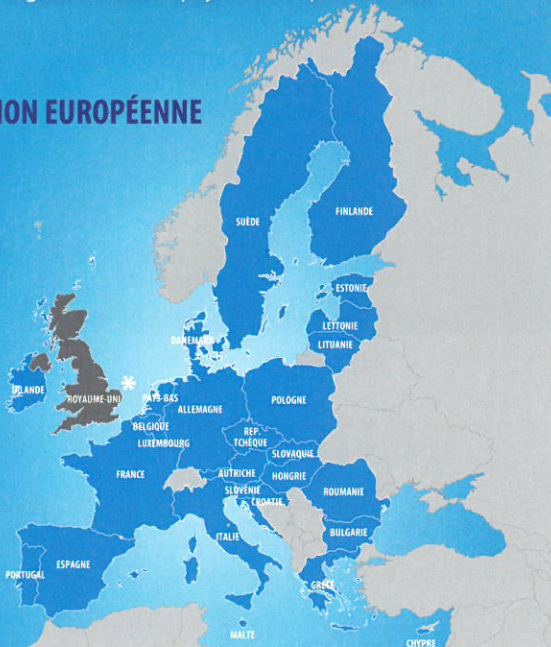 ION EUROPÉENNE
SUÈDE
FINLANDE
ESTONIE
LETTONIE
LITUANIE
DANEMARK
IRLANDE
ROYAUME-UNI
*
PAYS-BAS
ALLEMAGNE
POLOGNE
BELGIQUE
LUXEMBOURG
REP.
TCHÈQUE
SLOVAQUIE
FRANCE
AUTRICHE
HONGRIE
SLOVÉNIE
CROATIE
ROUMANIE
ITALIE
BULGARIE
PORTUGAL
ESPAGNE
GRÈCE
MALTE
CHYPRE